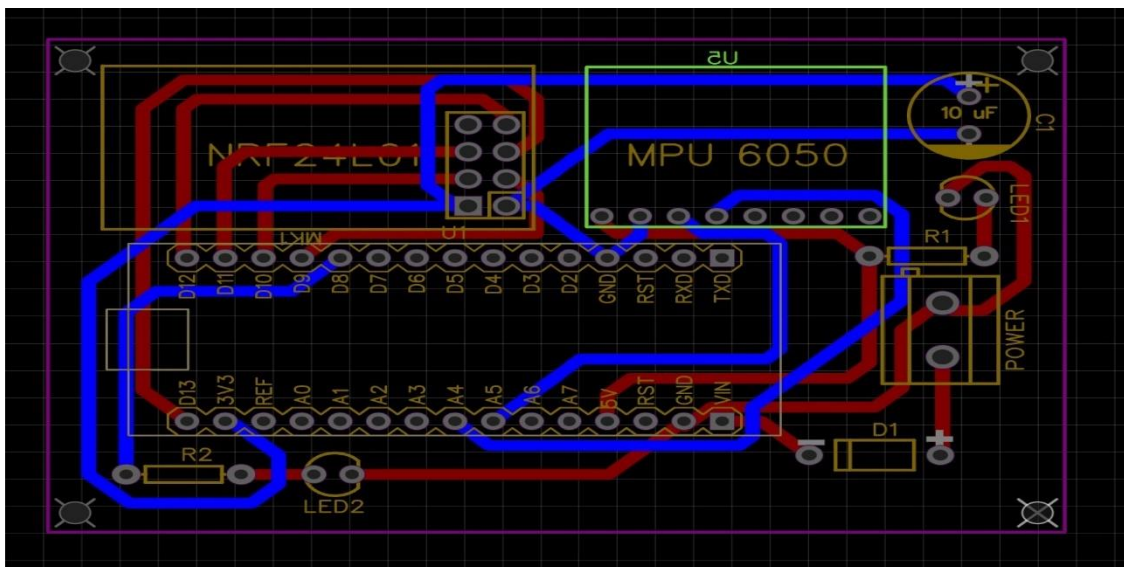 U5
+
+
10 uF
C1
NRF24L01
MPU 6050
LED1
U1
MK1
R1
D12
D11
D10
D9
D8
D7
D6
D5
D4
D3
D2
GND
RST
RXD
TXD
POWER
D13
3V3
REF
A0
A1
A2
A3
A4
A5
A6
A7
5V
RST
GND
VIN
D1
-
+
R2
LED2